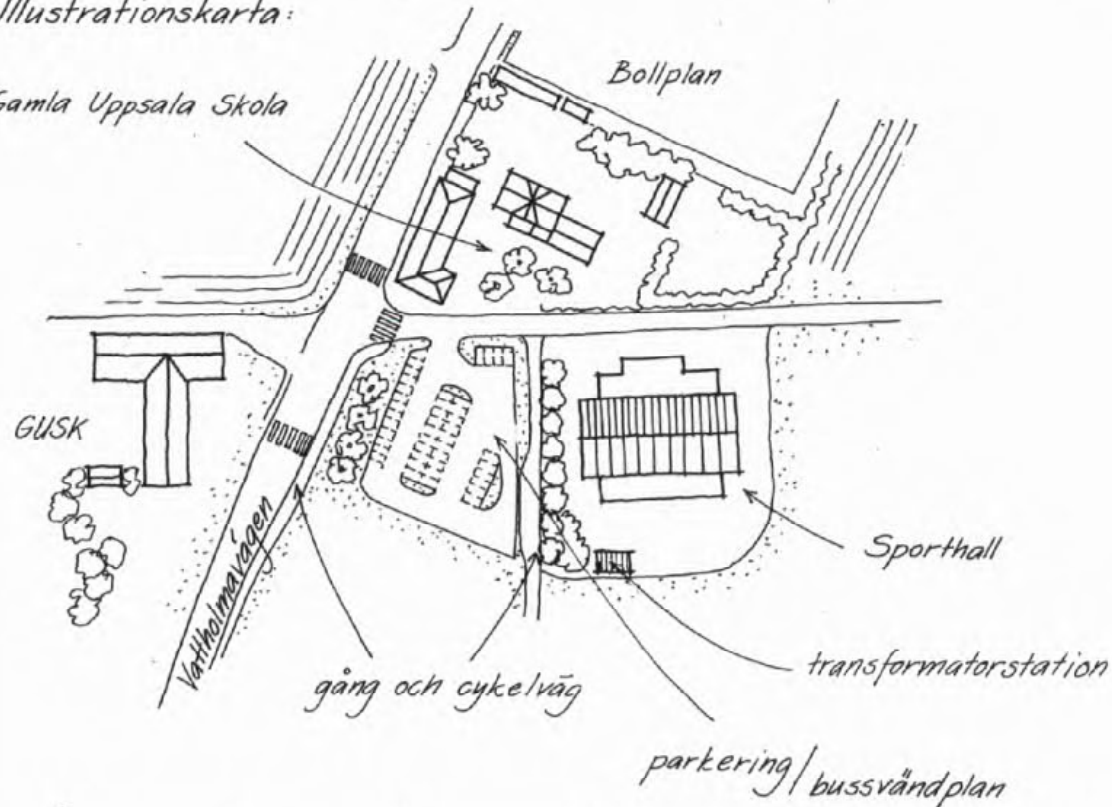 Illustrationskarta:
Bollplan
Gamla Uppsala Skola
GUSK
Sporthall
Vattholmavägen
transformatorstation
gång och cykelväg
parkering/
bussvändplan